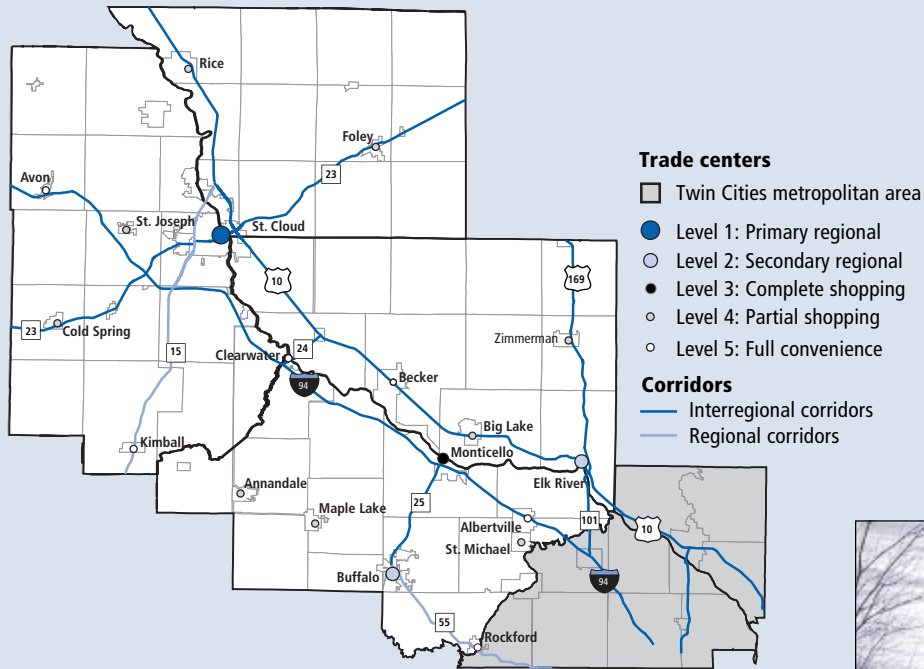 Rice
Foley
23
Avon
St. Joseph
St. Cloud
10
169
23
Cold Spring
15
Clearwater
24
94
Becker
Zimmerman
Big Lake
Kimball
Monticello
Elk River
Annandale
Maple Lake
25
Albertville
101
10
St. Michael
Buffalo
94
55
Rockford
Trade centers
Twin Cities metropolitan area
Level 1: Primary regional
Level 2: Secondary regional
Level 3: Complete shopping
Level 4: Partial shopping
Level 5: Full convenience
Corridors
Interregional corridors
Regional corridors